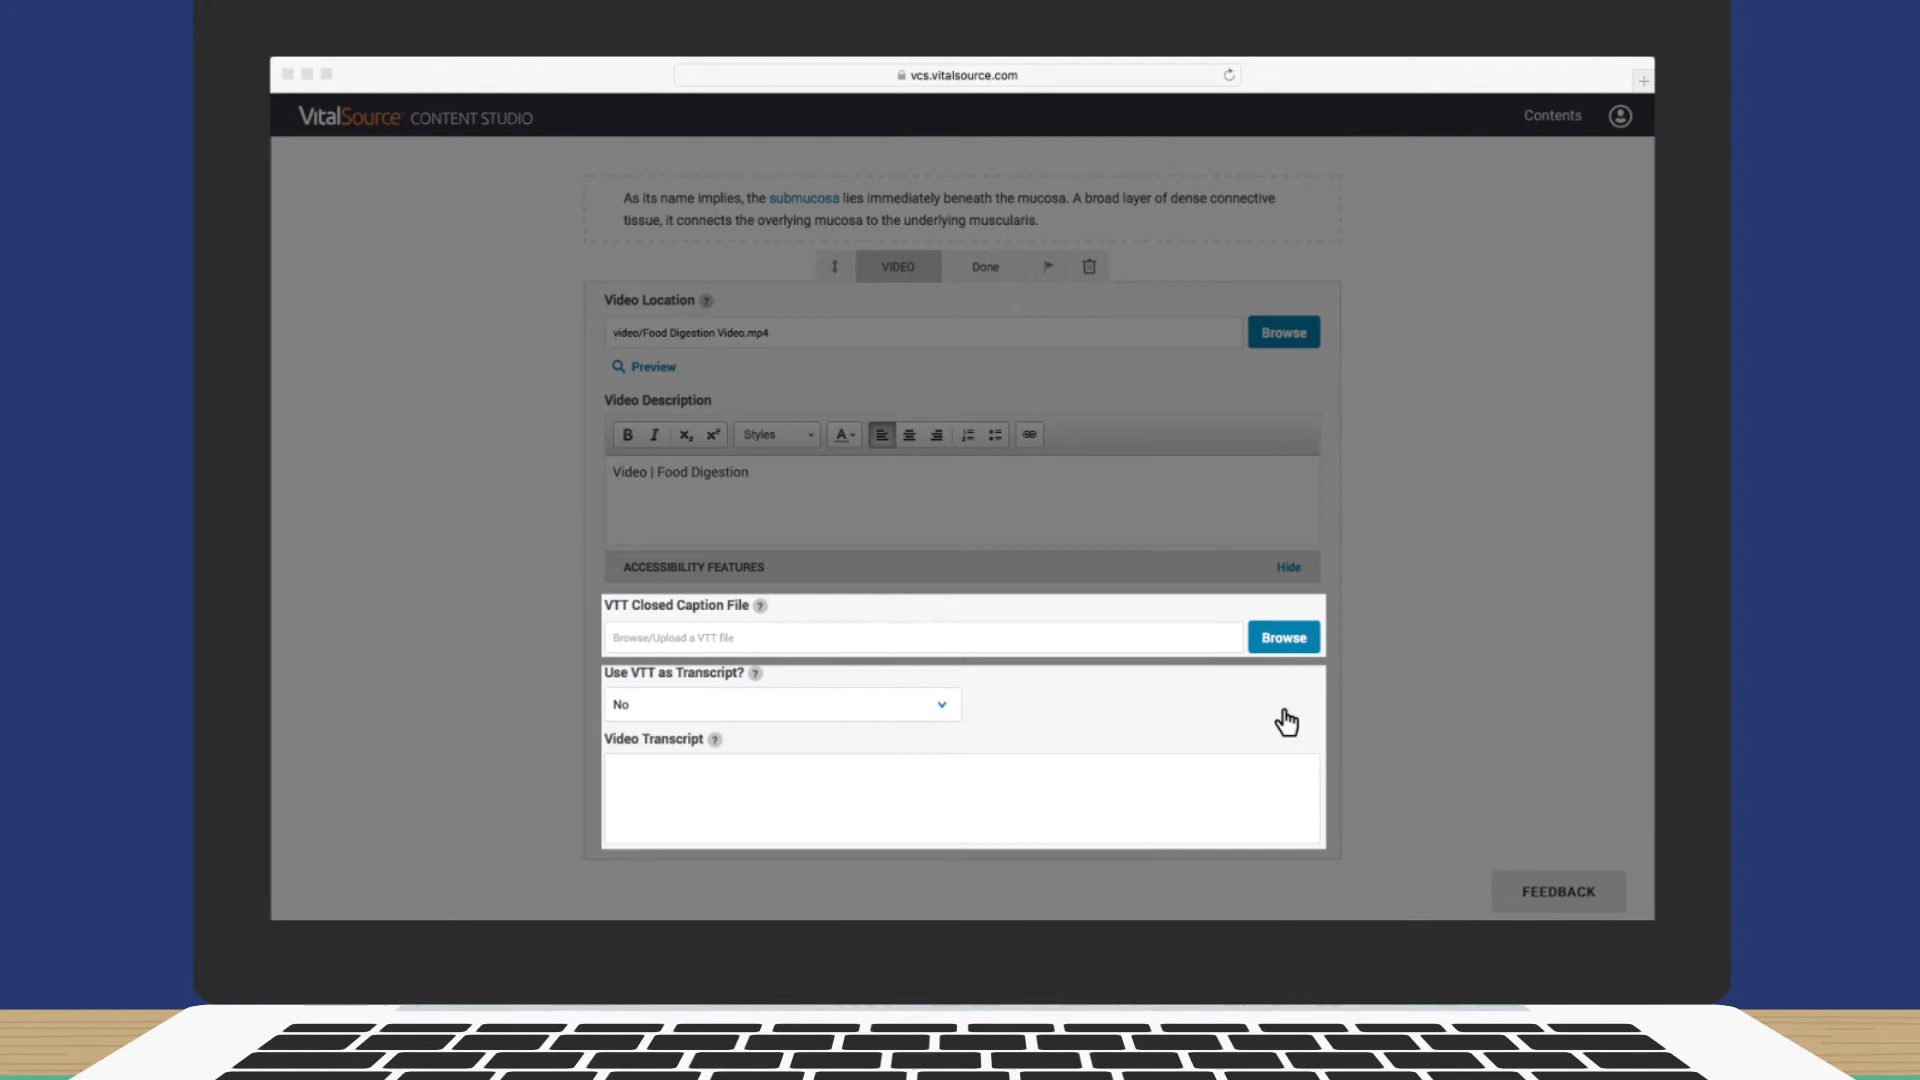 vcs.vitalsource.com
VitalSource CONTENT STUDIO
Contents
As its name implies, the submucosa lies immediately beneath the mucosa. A broad layer of dense connective
tissue, it connects the overlying mucosa to the underlying muscularis.
VIDEO
Done
Video Location ?
video/Food Digestion Video.mp4
Browse
Preview
Video Description
B I X₂ Xᵉ Styles A
Video | Food Digestion
ACCESSIBILITY FEATURES
Hide
VTT Closed Caption File ?
Browse/Upload a VTT file
Browse
Use VTT as Transcript? ?
No
Video Transcript ?
FEEDBACK